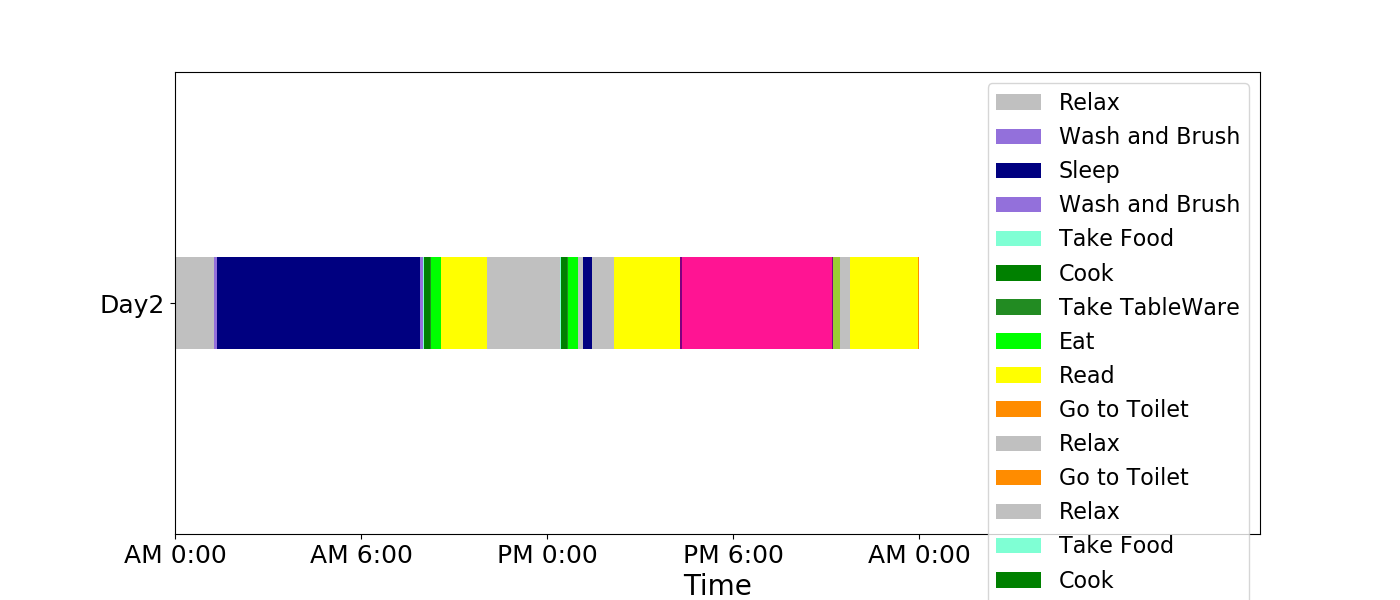 Relax
Wash and Brush
Sleep
Wash and Brush
Take Food
Cook
Take TableWare
Eat
Read
Go to Toilet
Relax
Go to Toilet
Relax
Take Food
Cook
Day2
AM 0:00 AM 6:00 PM 0:00 PM 6:00 AM 0:00
Time